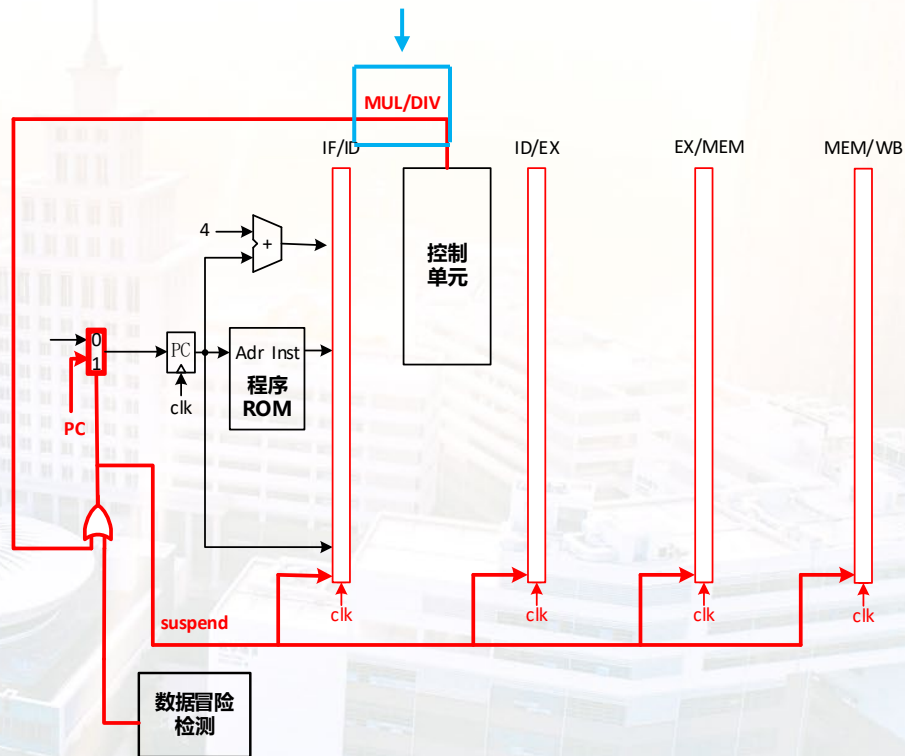 MUL/DIV
IF/ID
ID/EX
EX/MEM
MEM/WB
4
+
控制
单元
0
1
PC
PC
clk
Adr Inst
程序
ROM
suspend
clk
clk
clk
clk
数据冒险
检测